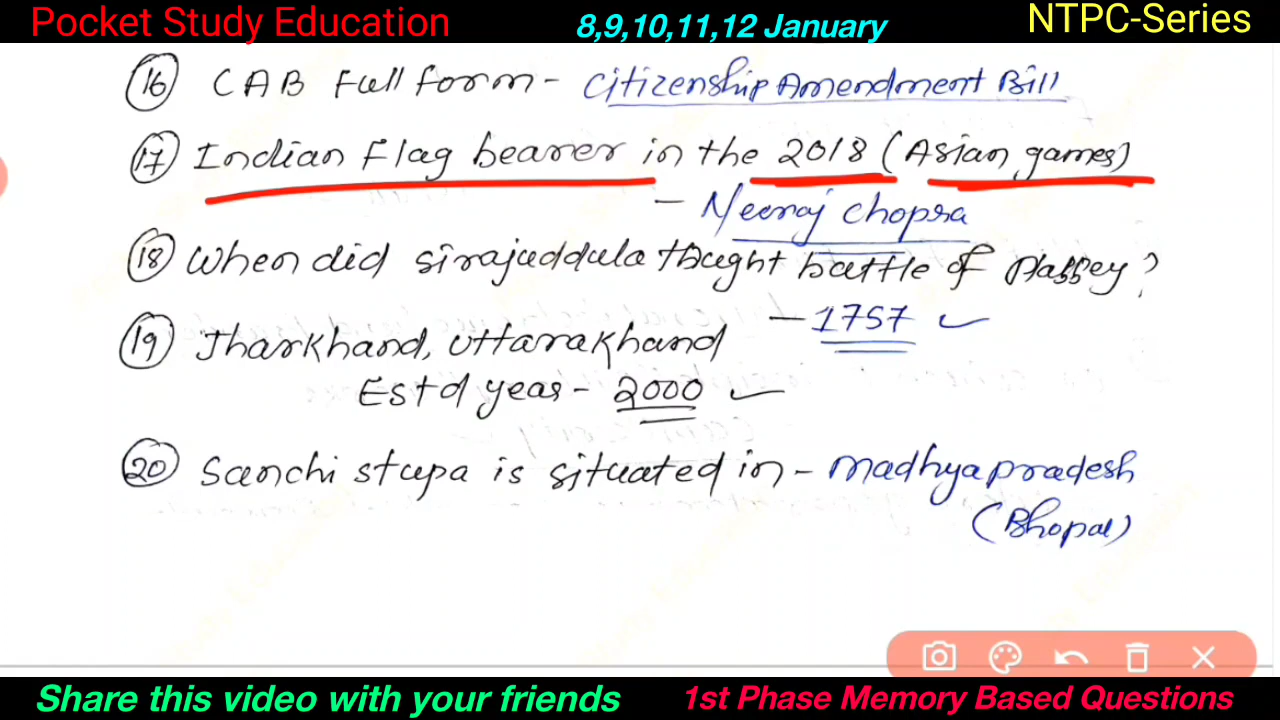 Pocket Study Education 8,9,10,11,12 January NTPC-Series
16 CAB Full form - Citizenship Amendment Bill
17 Indian Flag bearer in the 2018 (Asian games)
- Neeraj chopra
18 When did sirajuddula thught battle of Plassey?
- 1757
19 Jharkhand, Uttarakhand
Estd year - 2000
20 Sanchi stupa is situated in - Madhya pradesh
(Bhopal)
Share this video with your friends 1st Phase Memory Based Questions